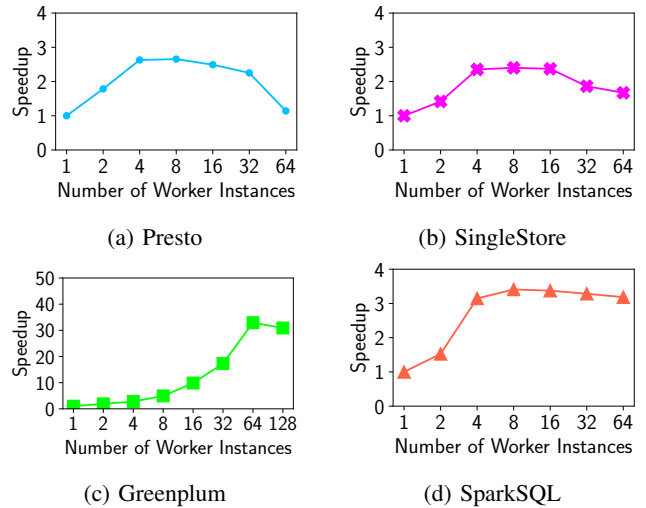 4
3
2
1
0
Speedup
1 2 4 8 16 32 64
Number of Worker Instances
(a) Presto
4
3
2
1
0
Speedup
1 2 4 8 16 32 64
Number of Worker Instances
(b) SingleStore
50
40
30
20
10
0
Speedup
1 2 4 8 16 32 64 128
Number of Worker Instances
(c) Greenplum
4
3
2
1
0
Speedup
1 2 4 8 16 32 64
Number of Worker Instances
(d) SparkSQL